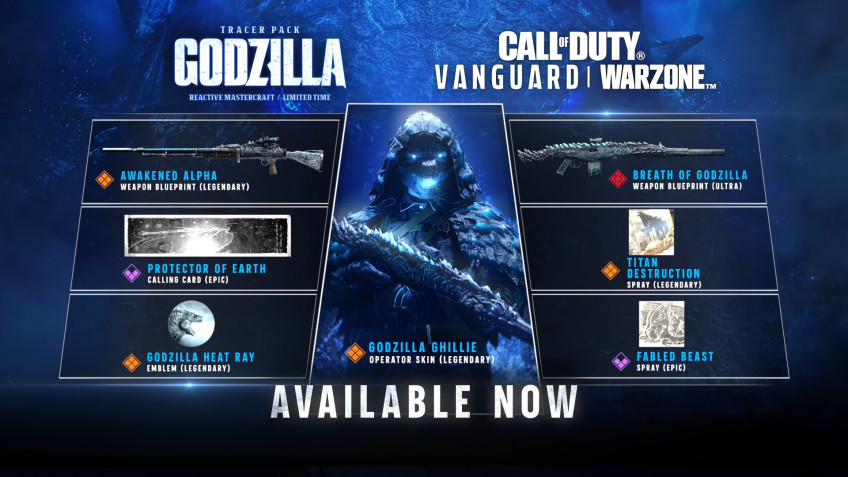 TRACER PACK
GODZILLA
REACTIVE MASTERCRAFT / LIMITED TIME
CALL OF DUTY®
VANGUARD | WARZONE™
AWAKENED ALPHA
WEAPON BLUEPRINT (LEGENDARY)
PROTECTOR OF EARTH
CALLING CARD (EPIC)
GODZILLA HEAT RAY
EMBLEM (LEGENDARY)
GODZILLA GHILLIE
OPERATOR SKIN (LEGENDARY)
BREATH OF GODZILLA
WEAPON BLUEPRINT (ULTRA)
TITAN
DESTRUCTION
SPRAY (LEGENDARY)
FABLED BEAST
SPRAY (EPIC)
AVAILABLE NOW